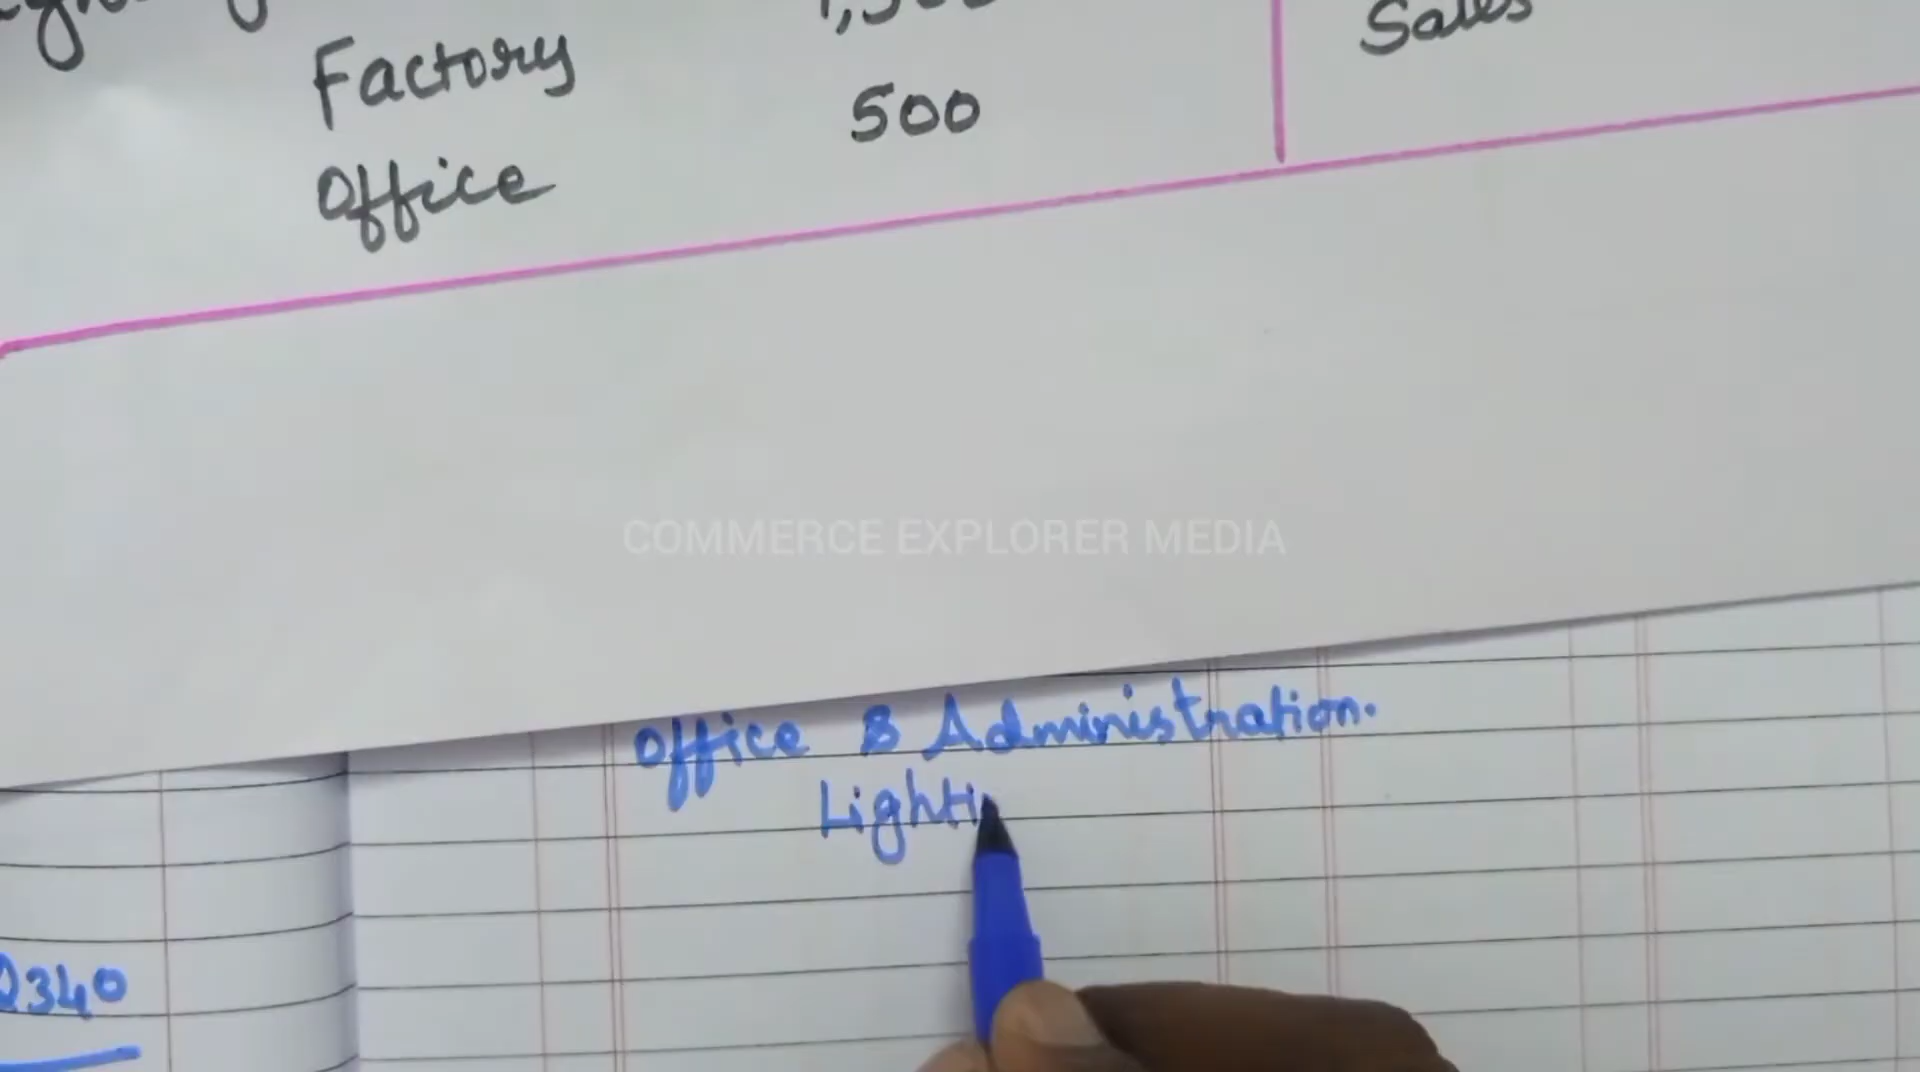 Factory
500
Office
Sales
COMMERCE EXPLORER MEDIA
Office & Administration.
Lighti
2340